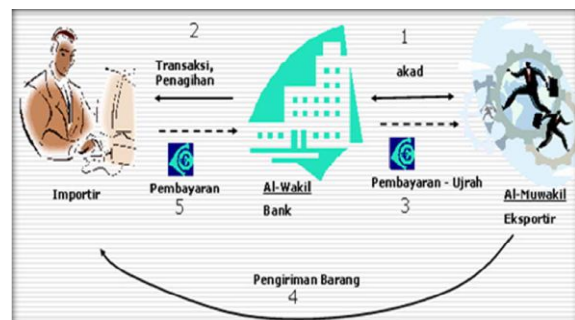 2
1
Transaksi,
Penagihan
akad
Pembayaran
Al-Wakil
Pembayaran - Ujrah
Al-Muwakil
Importir
5
Bank
3
Eksportir
Pengiriman Barang
4